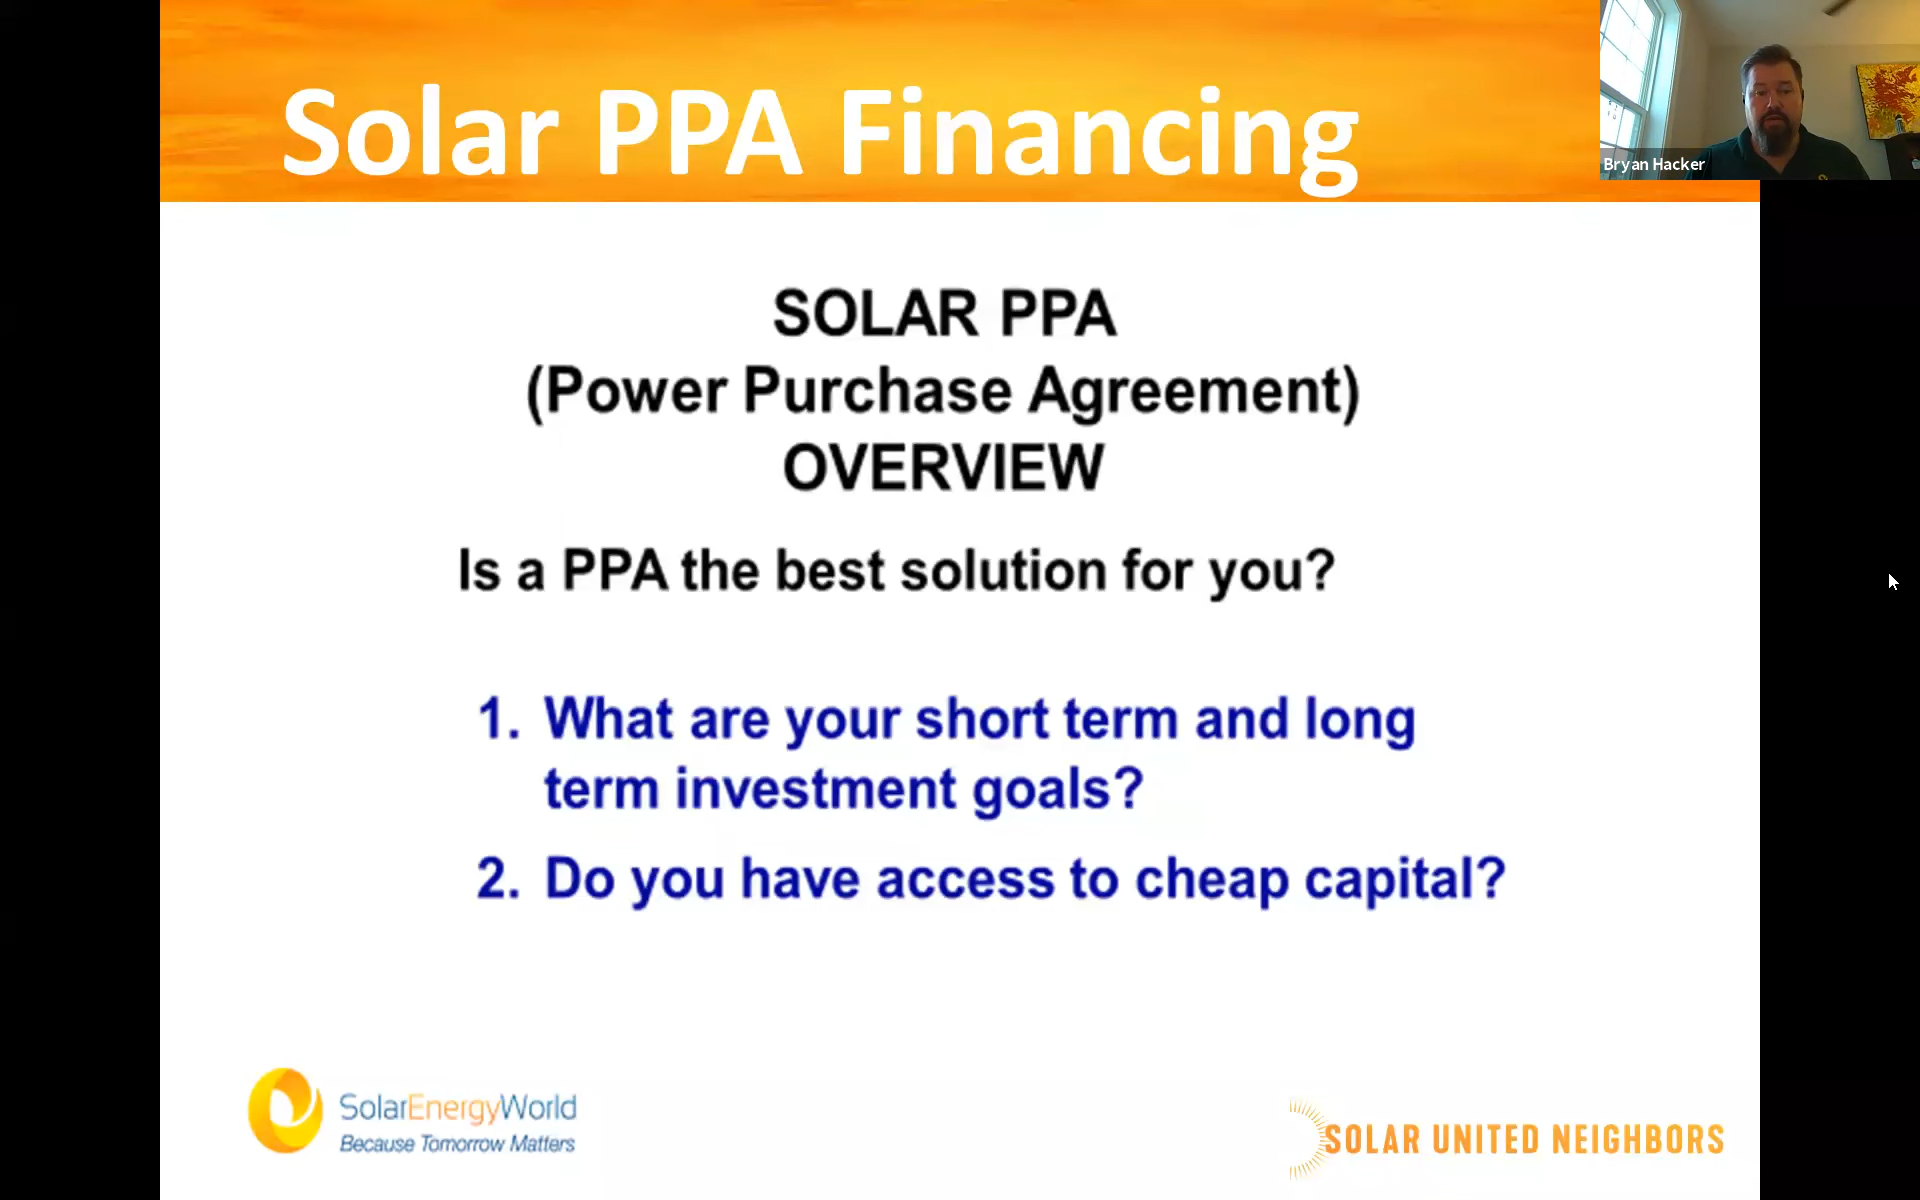 Solar PPA Financing
Bryan Hacker
SOLAR PPA
(Power Purchase Agreement)
OVERVIEW
Is a PPA the best solution for you?
1. What are your short term and long
term investment goals?
2. Do you have access to cheap capital?
SolarEnergyWorld
Because Tomorrow Matters
SOLAR UNITED NEIGHBORS